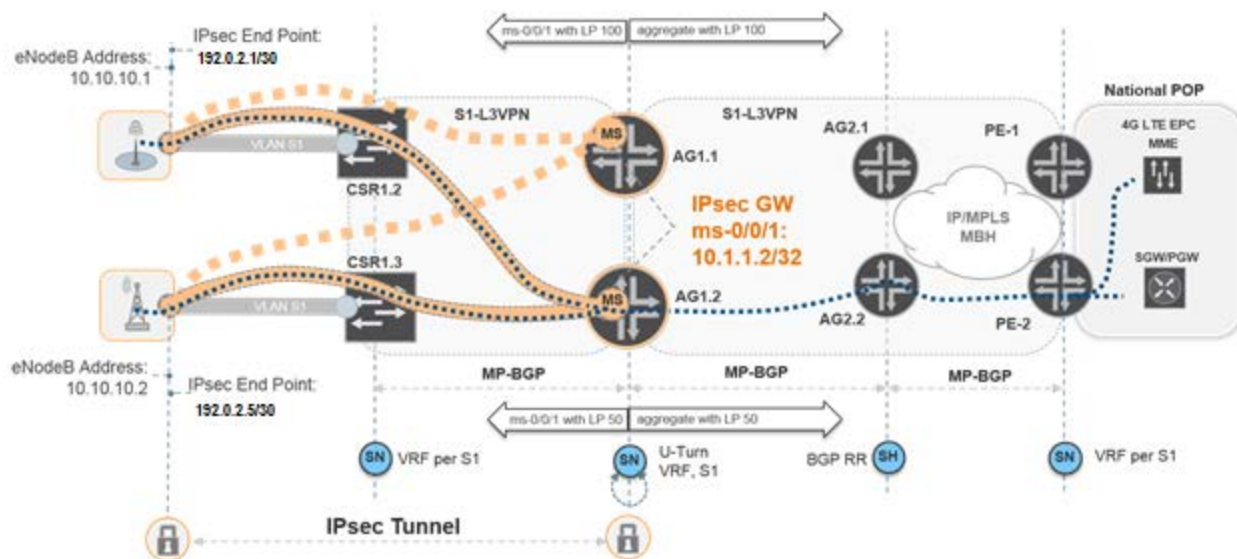 ms-0/0/1 with LP 100
aggregate with LP 100
IPsec End Point:
192.0.2.1/30
eNodeB Address:
10.10.10.1
S1-L3VPN
S1-L3VPN
National POP
4G LTE EPC
MME
MS
AG1.1
AG2.1
PE-1
VLAN S1
CSR1.2
IPsec GW
ms-0/0/1:
10.1.1.2/32
IP/MPLS
MBH
SGW/PGW
CSR1.3
VLAN S1
MS
AG1.2
AG2.2
PE-2
eNodeB Address:
10.10.10.2
IPsec End Point:
192.0.2.5/30
MP-BGP
MP-BGP
MP-BGP
ms-0/0/1 with LP 50
aggregate with LP 50
SN
VRF per S1
SN
U-Turn
VRF, S1
BGP RR
SH
SN
VRF per S1
IPsec Tunnel